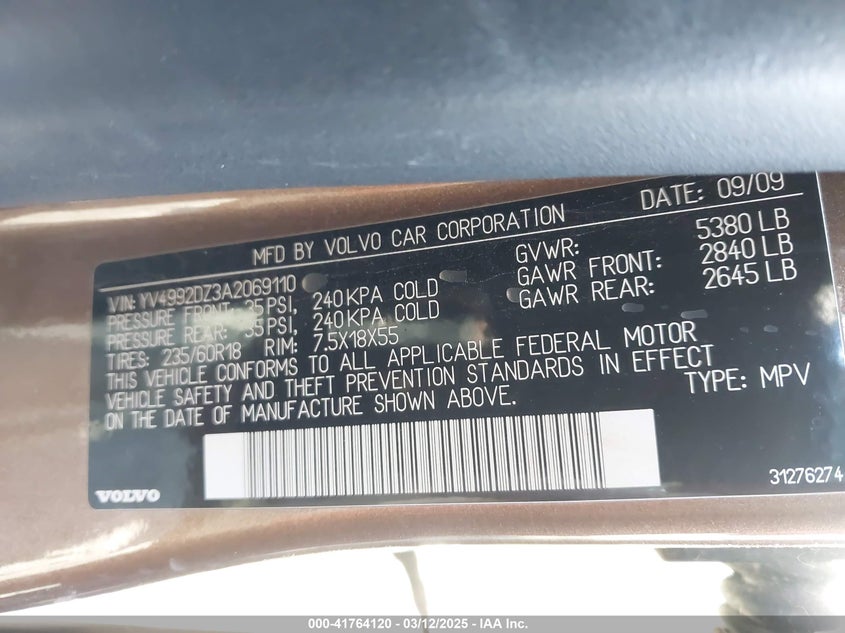 DATE: 09/09
MFD BY VOLVO CAR CORPORATION
GVWR: 5380 LB
GAWR FRONT: 2840 LB
GAWR REAR: 2645 LB
VIN: YV4992DZ3A2069110
PRESSURE FRONT: 35 PSI, 240 KPA COLD
PRESSURE REAR: 35 PSI, 240 KPA COLD
TIRES: 235/60R18 RIM: 7.5X18X55
THIS VEHICLE CONFORMS TO ALL APPLICABLE FEDERAL MOTOR
VEHICLE SAFETY AND THEFT PREVENTION STANDARDS IN EFFECT
ON THE DATE OF MANUFACTURE SHOWN ABOVE.
TYPE: MPV
VOLVO
31276274
000-41764120 - 03/12/2025 - IAA Inc.